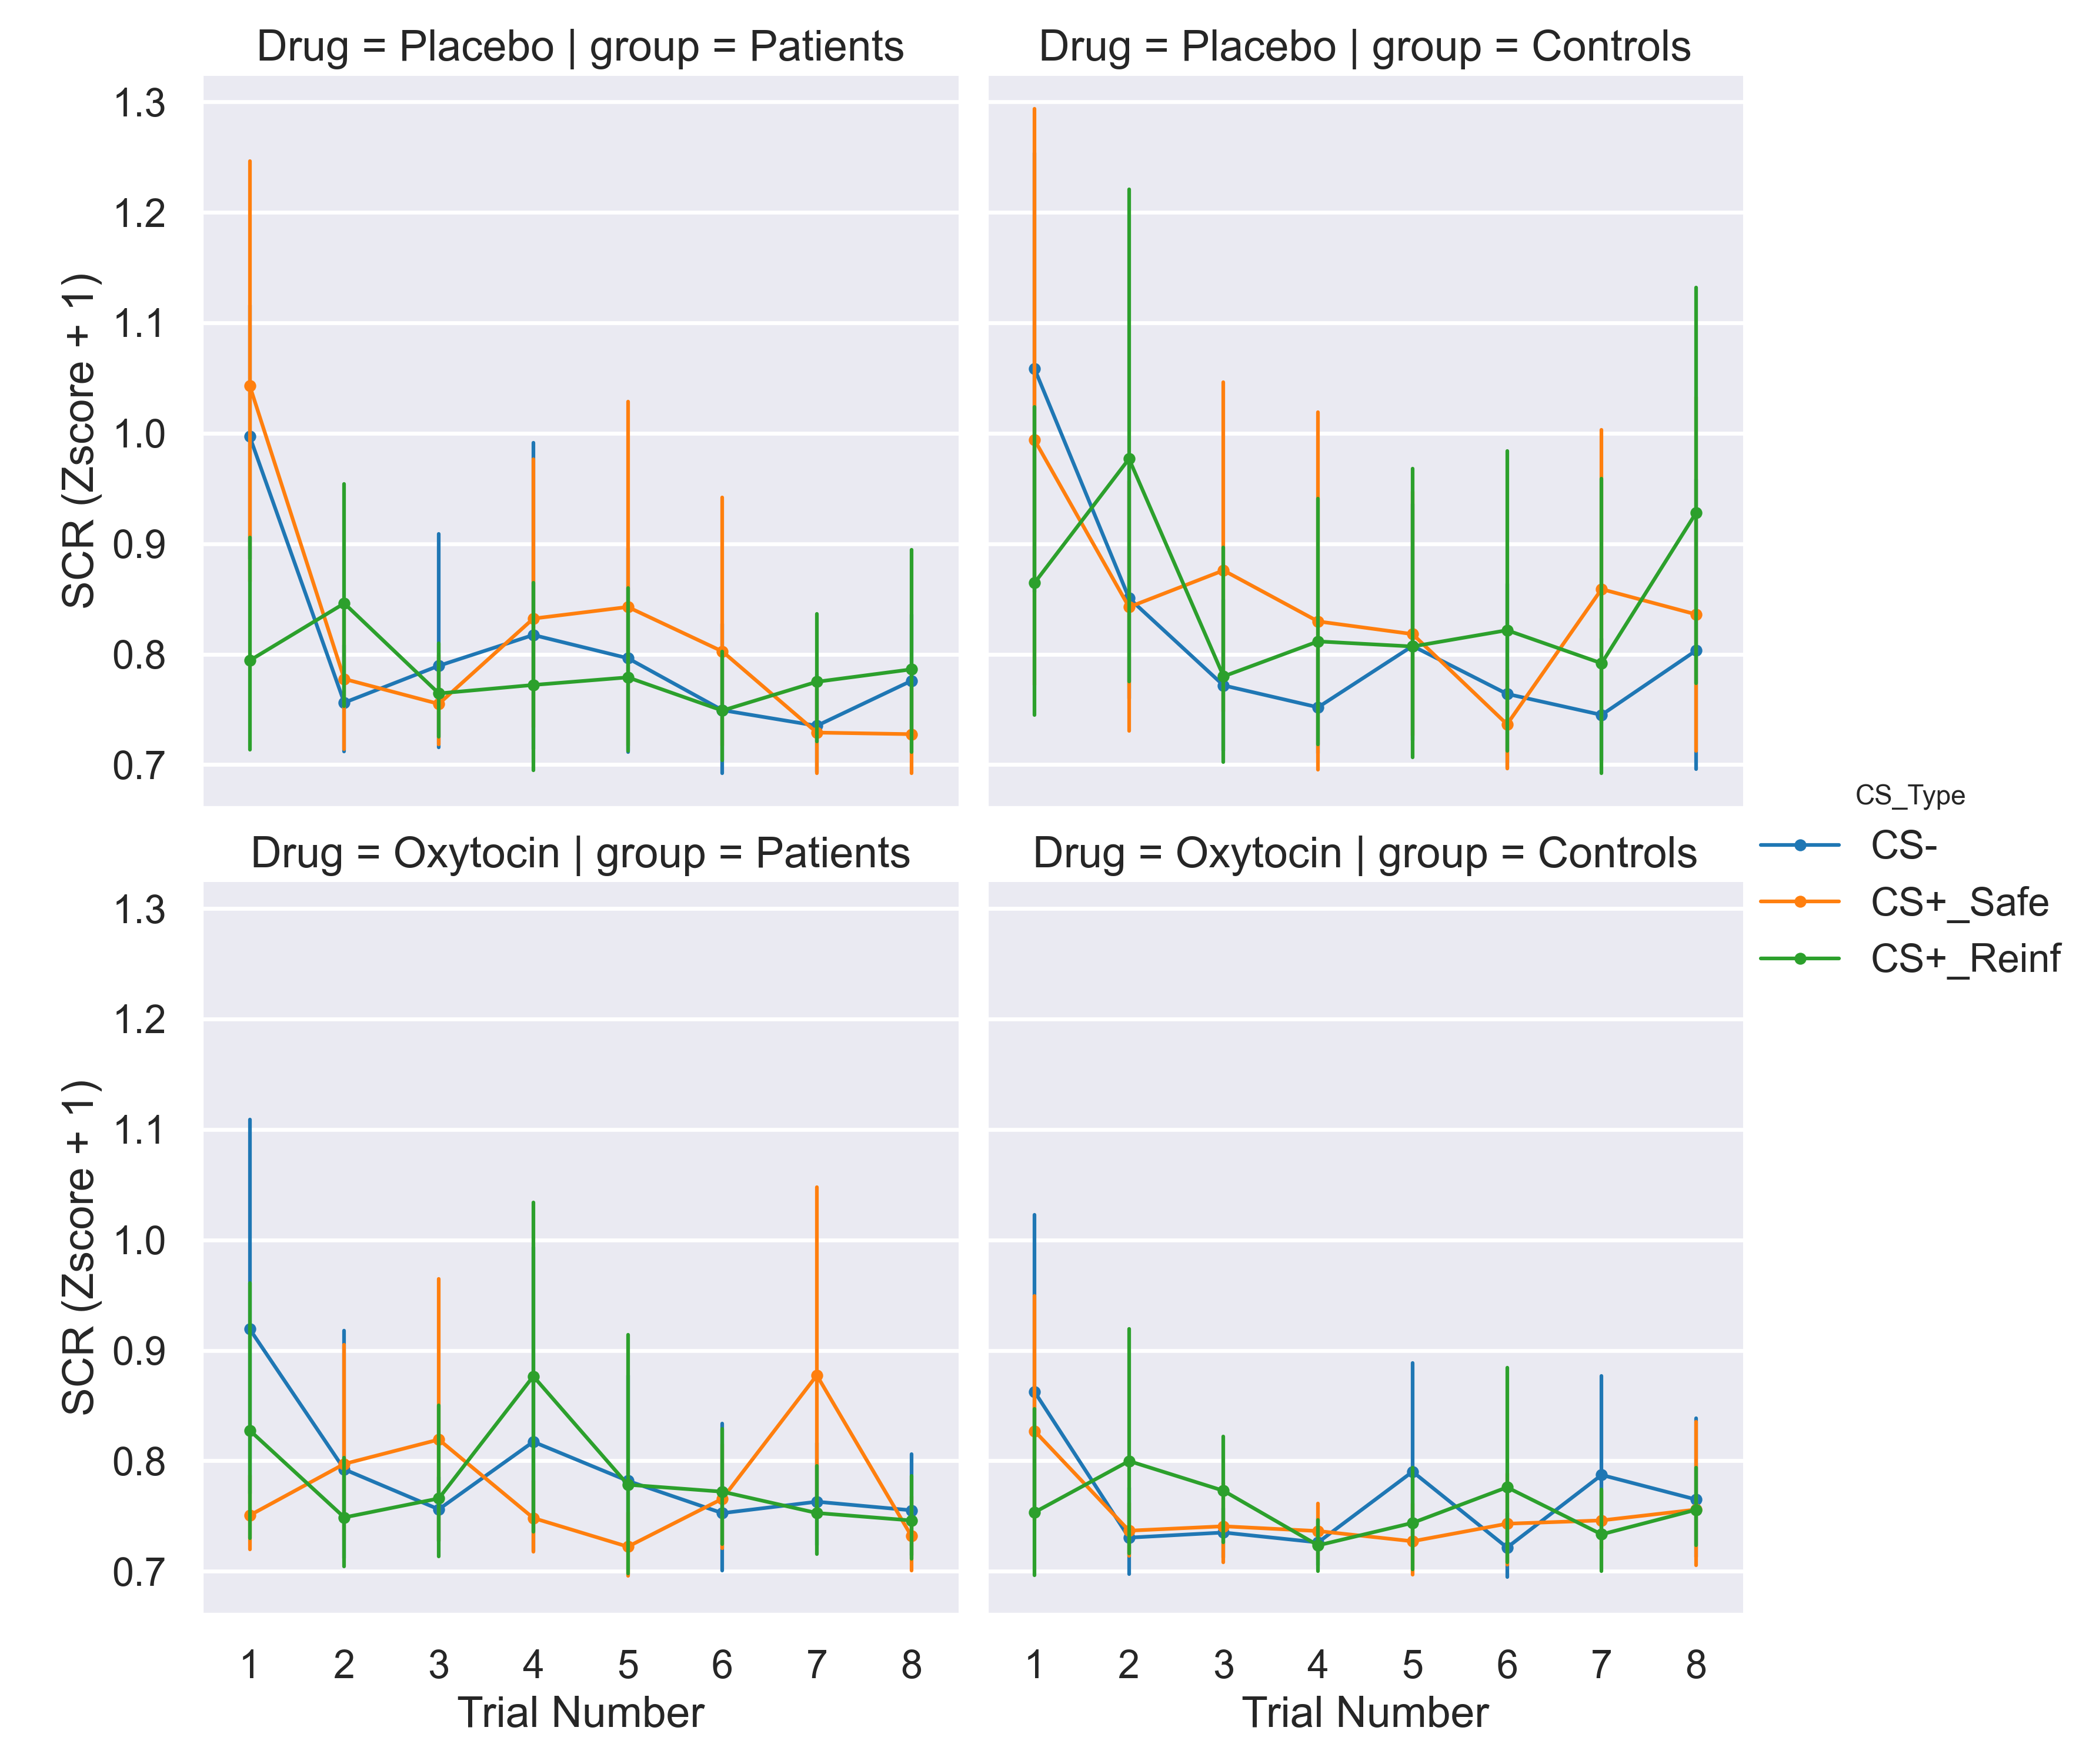 Drug = Placebo | group = Patients
Drug = Placebo | group = Controls
1.3
1.2
1.1
1.0
0.9
0.8
0.7
SCR (Zscore + 1)
CS_Type
CS-
CS+_Safe
CS+_Reinf
Drug = Oxytocin | group = Patients
Drug = Oxytocin | group = Controls
1.3
1.2
1.1
1.0
0.9
0.8
0.7
SCR (Zscore + 1)
1 2 3 4 5 6 7 8
Trial Number
1 2 3 4 5 6 7 8
Trial Number